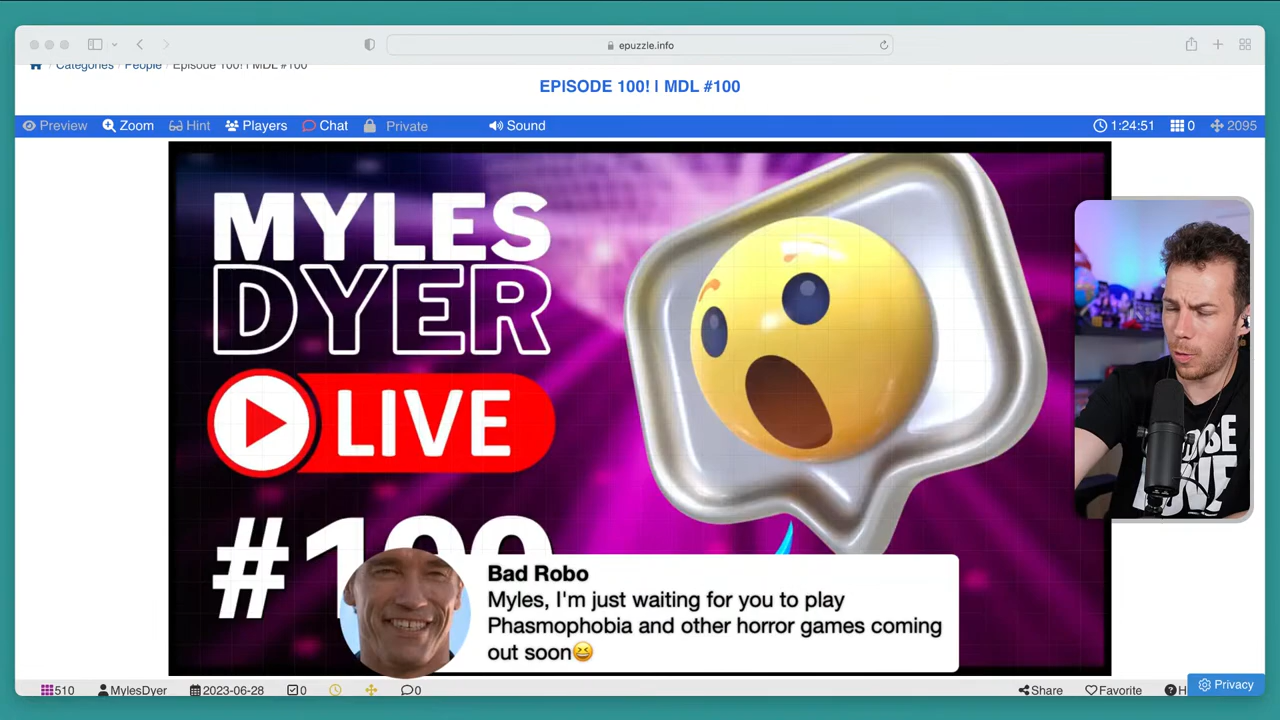 epuzzle.info
Categories / People / Episode 100! | MDL #100
EPISODE 100! | MDL #100
Preview Zoom Hint Players Chat Private Sound 1:24:51 0 2095
MYLES
DYER
LIVE
#100
Bad Robo
Myles, I'm just waiting for you to play
Phasmophobia and other horror games coming
out soon😆
510 MylesDyer 2023-06-28 0 0 Share Favorite H
Privacy